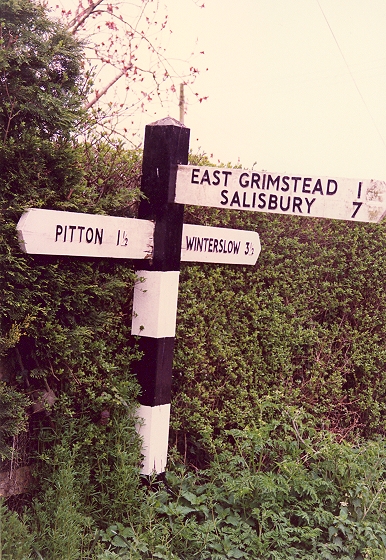 EAST GRIMSTEAD 1
SALISBURY 7
PITTON 1½
WINTERSLOW 3½